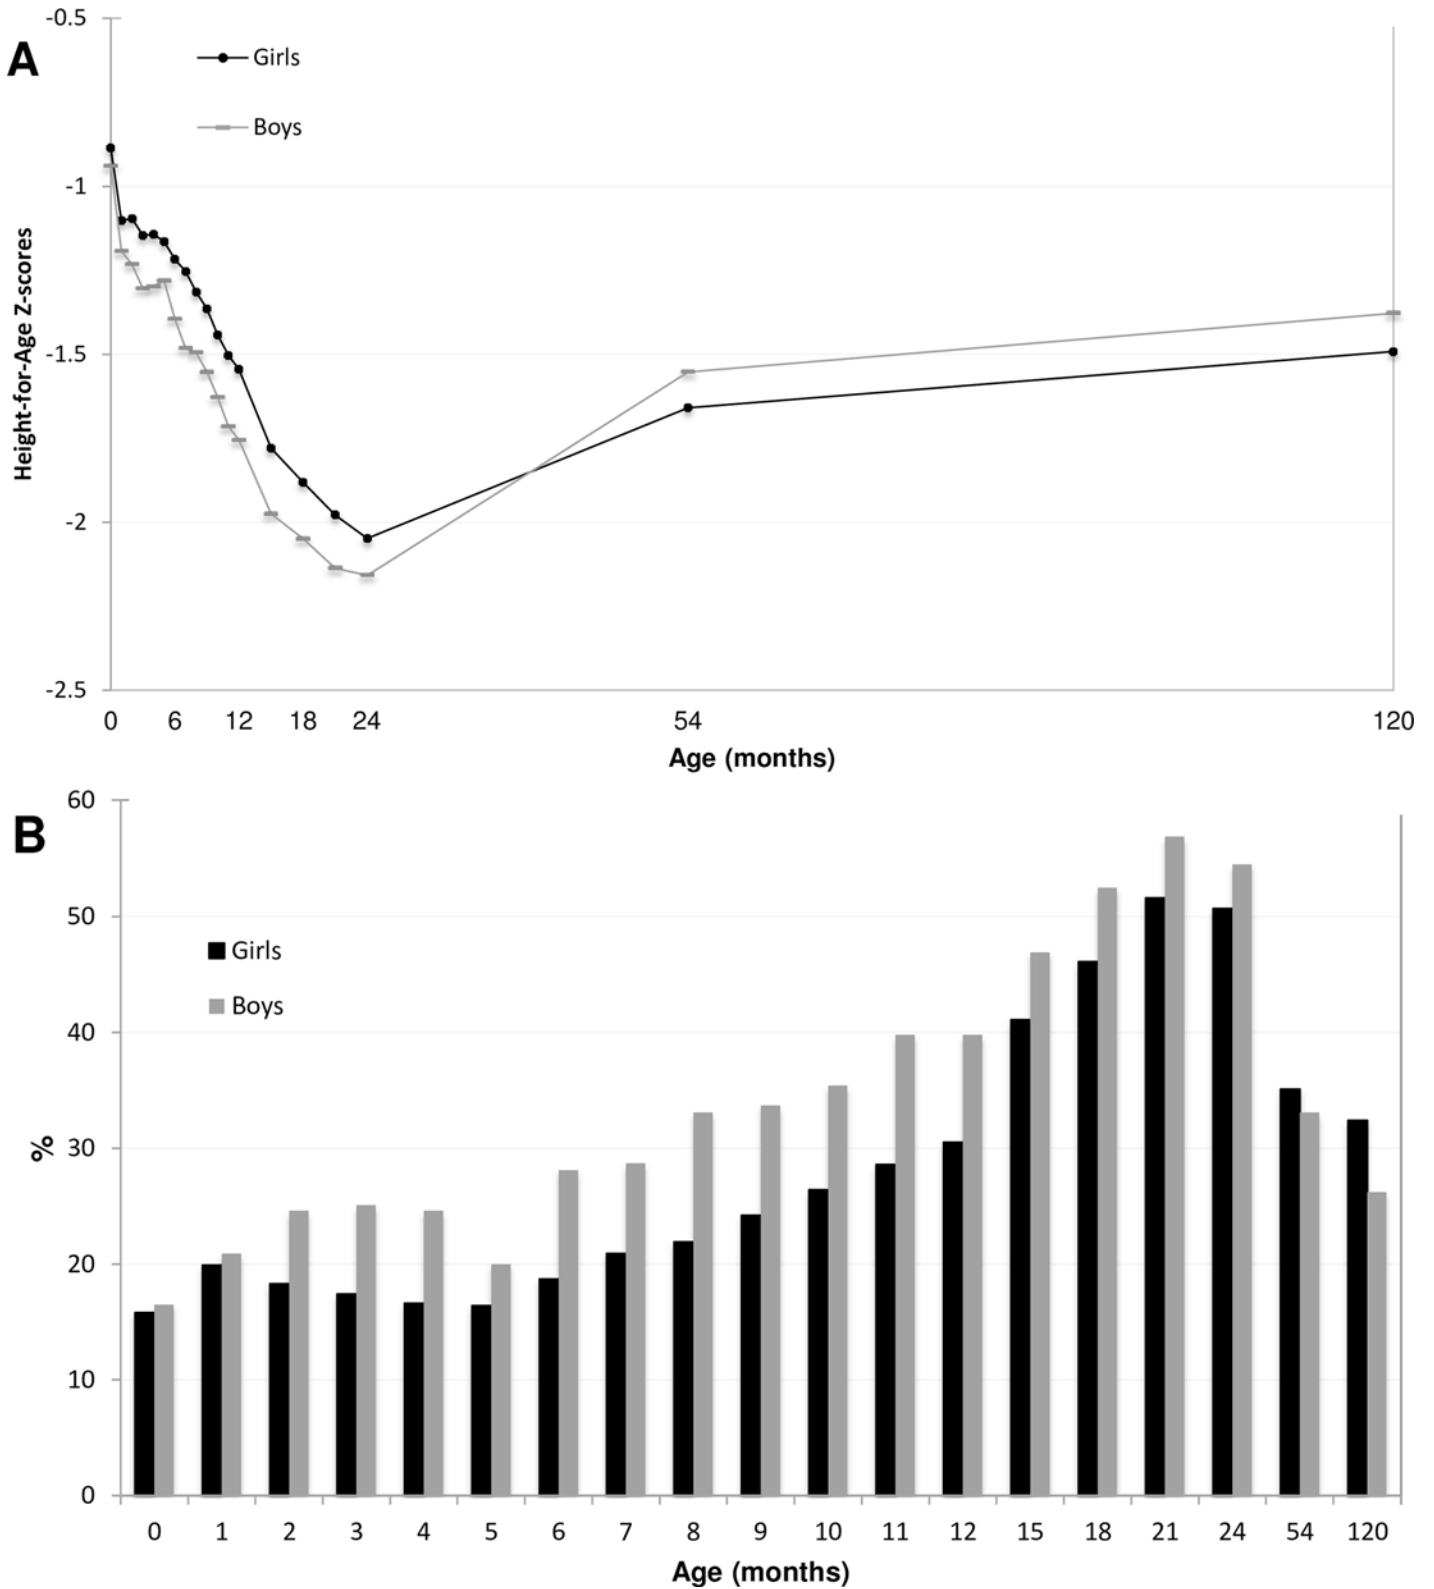 A
-0.5
Girls
Boys
-1
-1.5
-2
-2.5
Height-for-Age Z-scores
0 6 12 18 24 54 120
Age (months)
B
60
50
Girls
Boys
40
30
20
10
0
%
0 1 2 3 4 5 6 7 8 9 10 11 12 15 18 21 24 54 120
Age (months)